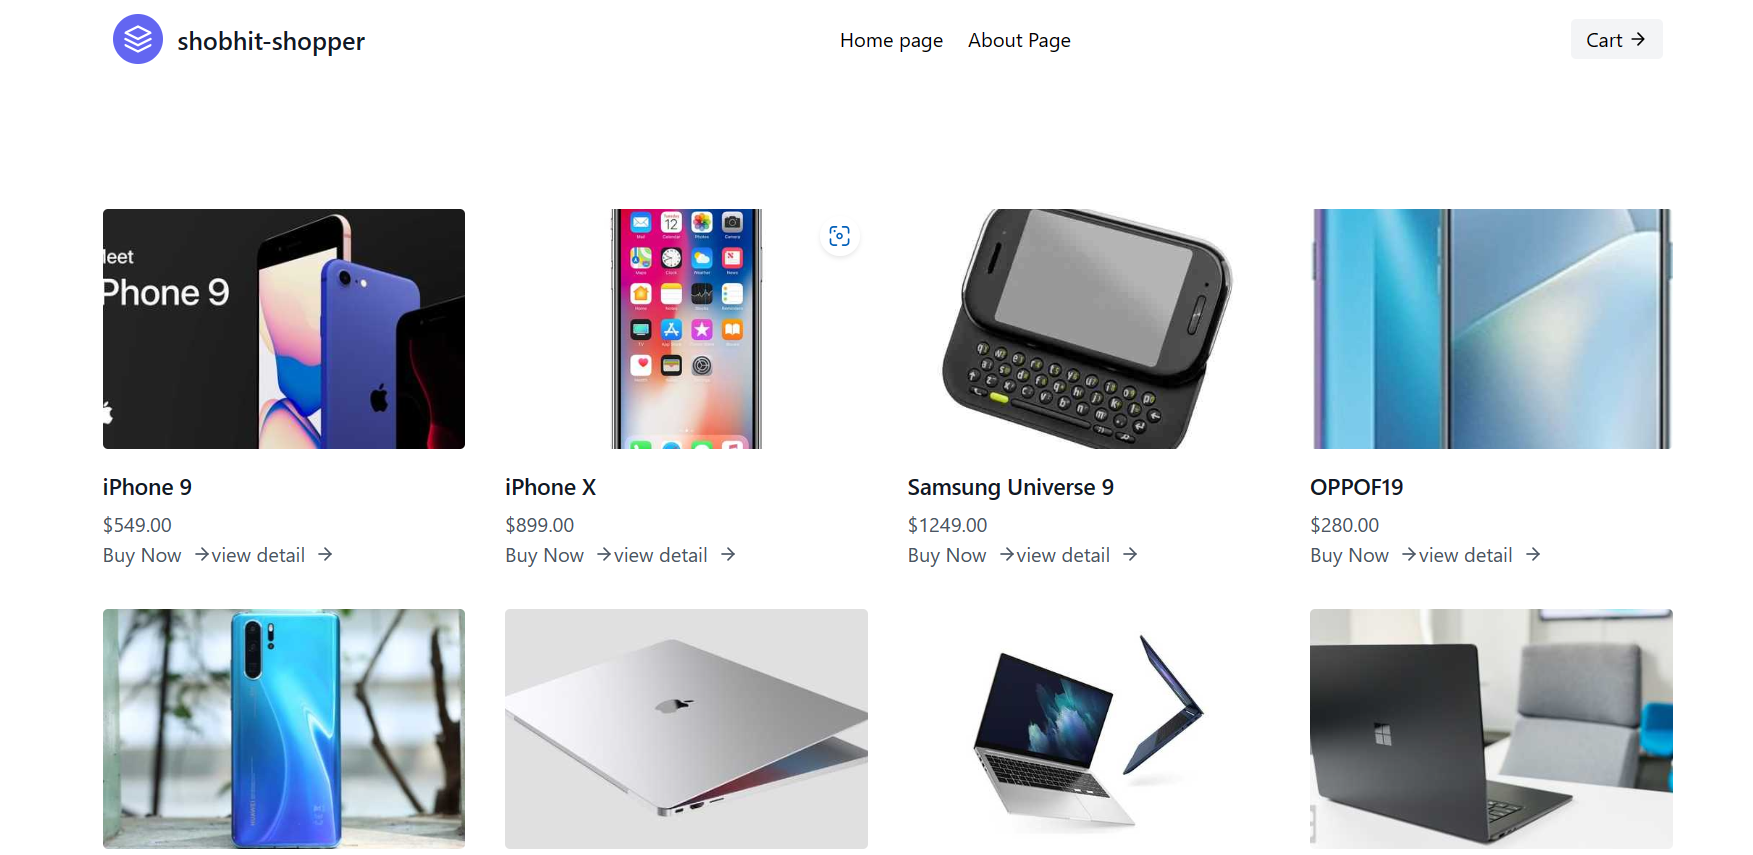 shobhit-shopper
Home page About Page
Cart →
leet
Phone 9
12
iPhone 9
$549.00
Buy Now →view detail →
iPhone X
$899.00
Buy Now →view detail →
Samsung Universe 9
$1249.00
Buy Now →view detail →
OPPOF19
$280.00
Buy Now →view detail →
HUAWEI